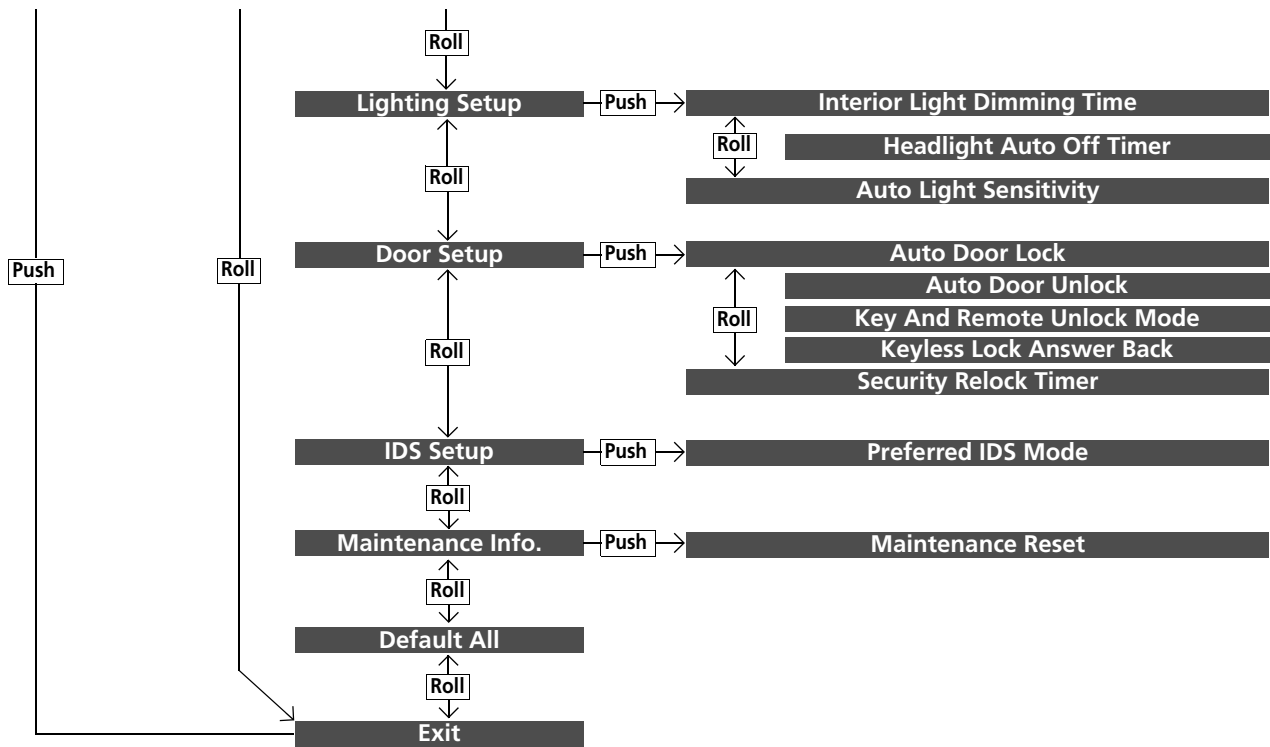 Roll
Lighting Setup
Push
Interior Light Dimming Time
Roll
Headlight Auto Off Timer
Roll
Auto Light Sensitivity
Door Setup
Push
Auto Door Lock
Push
Roll
Auto Door Unlock
Roll
Key And Remote Unlock Mode
Roll
Keyless Lock Answer Back
Security Relock Timer
IDS Setup
Push
Preferred IDS Mode
Roll
Maintenance Info.
Push
Maintenance Reset
Roll
Default All
Roll
Exit